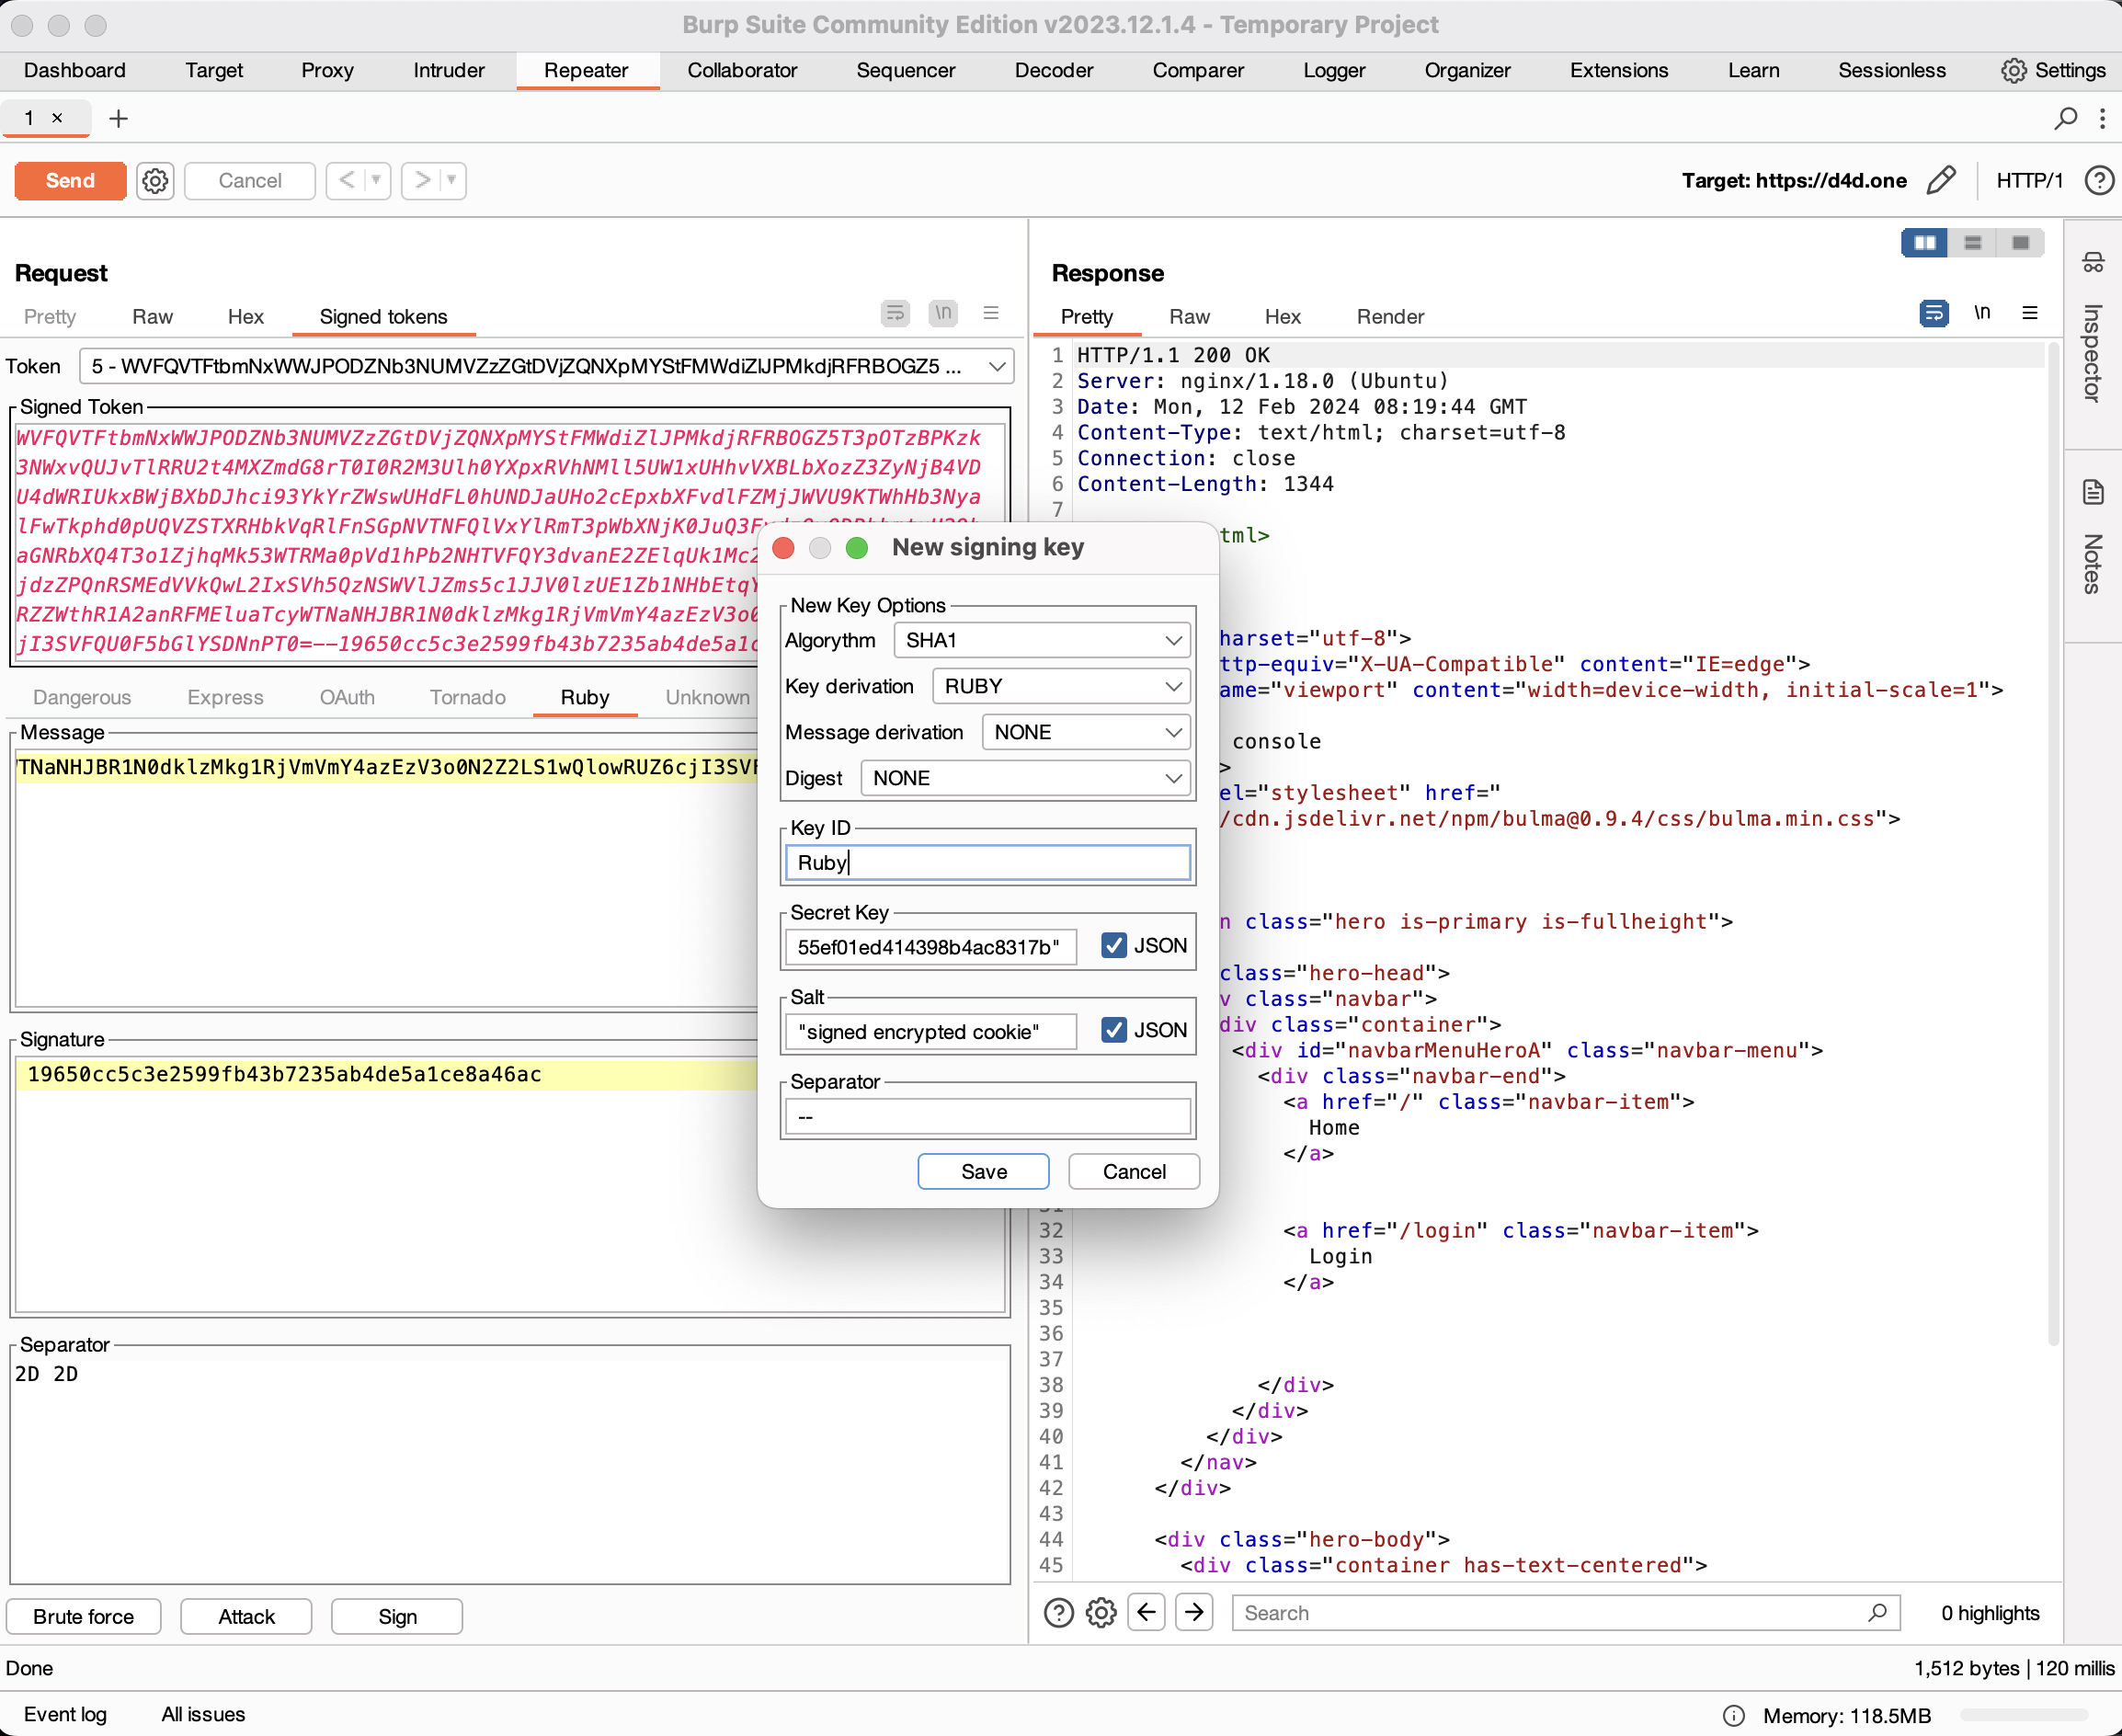 Burp Suite Community Edition v2023.12.1.4 - Temporary Project
Dashboard Target Proxy Intruder Repeater Collaborator Sequencer Decoder Comparer Logger Organizer Extensions Learn Sessionless Settings
1 × +
Send Cancel < > Target: https://d4d.one HTTP/1
Request
Pretty Raw Hex Signed tokens \n
Token 5 - WVFQVTFtbmNxWWJPODZNb3NUMVZzZGtDVjZQNXpMYStFMWdiZlJPMkdjRFRBOGZ5 ...
Signed Token
WVFQVTFtbmNxWWJPODZNb3NUMVZzZGtDVjZQNXpMYStFMWdiZlJPMkdjRFRBOGZ5T3pOTzBPKzk
3NWxvQUJvTlRRU2t4MXZmdG8rT0I0R2M3Ulh0YXpxRVhNMll5UW1xUHhvVXBLbXozZ3ZyNjB4VD
U4dWRIUkxBWjBXbDJhci93YkYrZWswUHdFL0hUNDJaUHo2cEpxbXFvdlFZMjJWVU9KTWhHb3Nya
lFwTkphd0pUQVZSTXRHbkVqRlFnSGpNVTNFQlVxYlRmT3pWbXNjK0JuQ3F
aGNRbXQ4T3o1ZjhqMk53WTRMa0pVd1hPb2NHTVFQY3dvanE2ZElqUk1Mc2
jdzZPQnRSMEdVVkQwL2IxSVh5QzNSWVlJZms5c1JJV0lzUE1Zb1NHbEtqY
RZZWthR1A2anRFMEluaTcyWTNaNHJBR1N0dklzMkg1RjVmVmY4azEzV3o0
jI3SVFQU0F5bGlYSDNnPT0=--19650cc5c3e2599fb43b7235ab4de5a1c
Dangerous Express OAuth Tornado Ruby Unknown
Message
TNaNHJBR1N0dklzMkg1RjVmVmY4azEzV3o0N2Z2LS1wQlowRUZ6cjI3SVF
Signature
19650cc5c3e2599fb43b7235ab4de5a1ce8a46ac
Separator
2D 2D
Brute force Attack Sign
New signing key
New Key Options
Algorythm SHA1
Key derivation RUBY
Message derivation NONE
Digest NONE
Key ID
Ruby
Secret Key
55ef01ed414398b4ac8317b" JSON
Salt
"signed encrypted cookie" JSON
Separator
--
Save Cancel
Response
Pretty Raw Hex Render \n
1 HTTP/1.1 200 OK
2 Server: nginx/1.18.0 (Ubuntu)
3 Date: Mon, 12 Feb 2024 08:19:44 GMT
4 Content-Type: text/html; charset=utf-8
5 Connection: close
6 Content-Length: 1344
7
tml>
harset="utf-8">
ttp-equiv="X-UA-Compatible" content="IE=edge">
ame="viewport" content="width=device-width, initial-scale=1">
console
>
el="stylesheet" href="
/cdn.jsdelivr.net/npm/bulma@0.9.4/css/bulma.min.css">
n class="hero is-primary is-fullheight">
class="hero-head">
v class="navbar">
div class="container">
<div id="navbarMenuHeroA" class="navbar-menu">
<div class="navbar-end">
<a href="/" class="navbar-item">
Home
</a>
32 <a href="/login" class="navbar-item">
33 Login
34 </a>
35
36
37
38 </div>
39 </div>
40 </div>
41 </nav>
42 </div>
43
44 <div class="hero-body">
45 <div class="container has-text-centered">
Search 0 highlights
Inspector
Notes
Done 1,512 bytes | 120 millis
Event log All issues Memory: 118.5MB